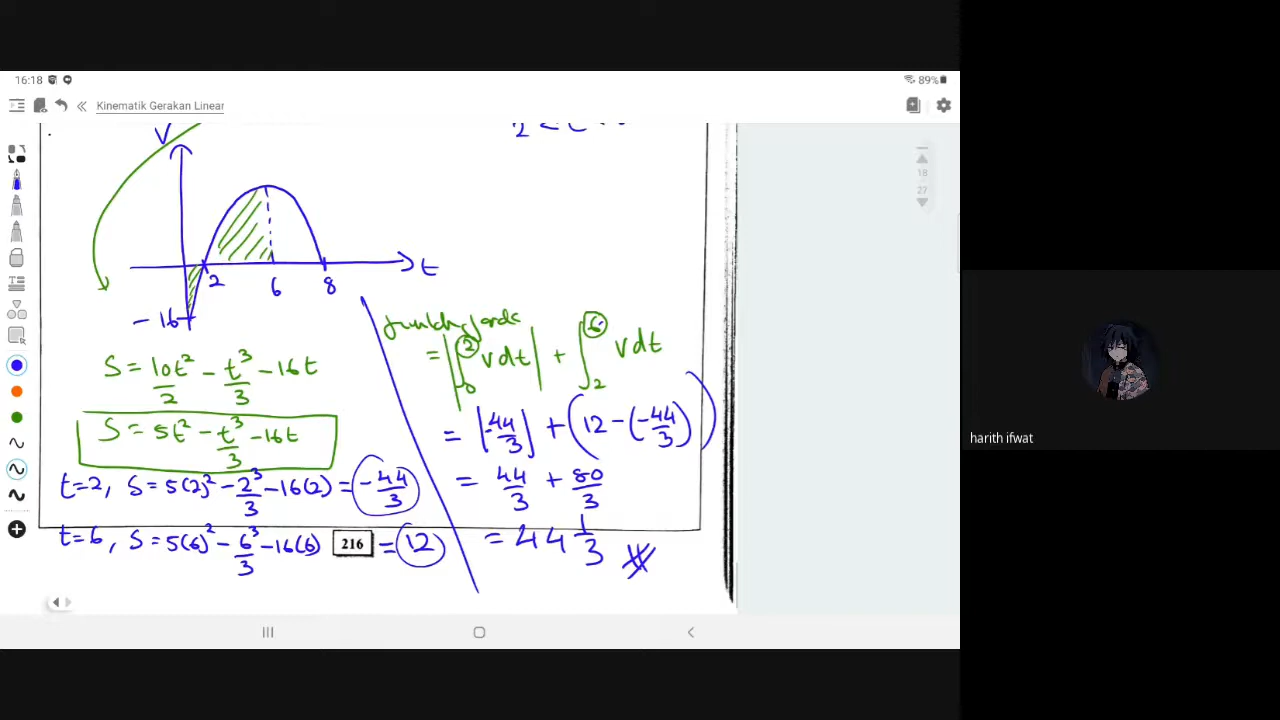 16:18 89%
Kinematik Gerakan Linear
V
18
27
t
2 6 8
-16
Jumlah jarak
= |∫₀² v dt| + ∫₂⁶ v dt
S = 10t²/2 - t³/3 - 16t
S = 5t² - t³/3 - 16t
= |-44/3| + (12 - (-44/3))
t=2, S = 5(2)² - 2³/3 - 16(2) = -44/3
= 44/3 + 80/3
t=6, S = 5(6)² - 6³/3 - 16(6) = 12
216
= 44 1/3
harith ifwat